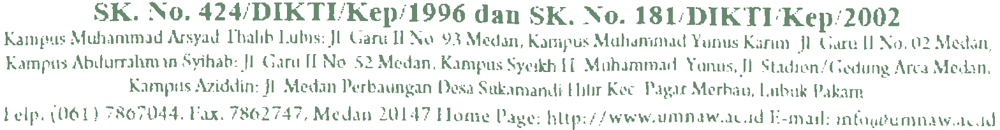 SK. No. 424/DIKTI/Kep/1996 dan SK. No. 181/DIKTI/Kep/2002
Kampus Muhammad Arsyad Thalib Lubis: Jl Garu II No 93 Medan, Kampus Muhammad Yunus Karim Jl Garu II No. 02 Medan,
Kampus Abdurrahman Syihab: Jl Garu II No 52 Medan, Kampus Syeikh H Muhammad Yunus, Jl Stadion/Gedung Arca Medan,
Kampus Aziddin: Jl Medan Perbaungan Desa Sukamandi Hilir Kec Pagar Merbau, Lubuk Pakam
Telp. (061) 7867044, Fax. 7862747, Medan 20147 Home Page: http://www.umnaw.ac.id E-mail: info@umnaw.ac.id